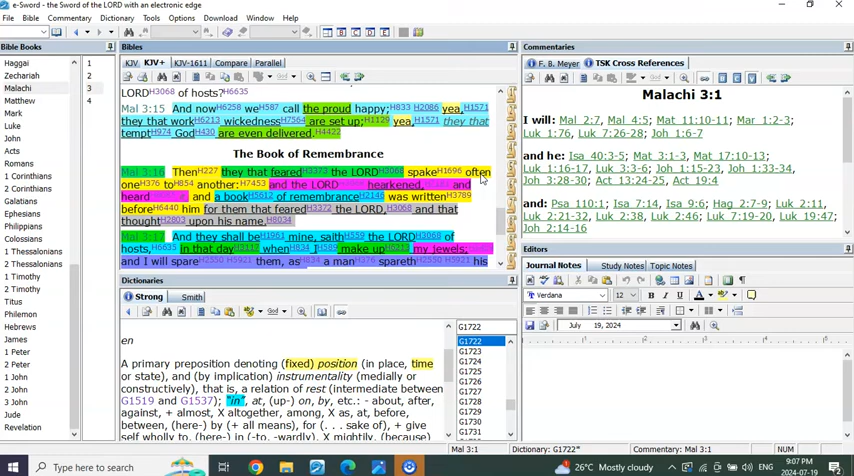 e-Sword - the Sword of the LORD with an electronic edge
File Bible Commentary Dictionary Tools Options Download Window Help
Bible Books
Haggai
Zechariah
Malachi
Matthew
Mark
Luke
John
Acts
Romans
1 Corinthians
2 Corinthians
Galatians
Ephesians
Philippians
Colossians
1 Thessalonians
2 Thessalonians
1 Timothy
2 Timothy
Titus
Philemon
Hebrews
James
1 Peter
2 Peter
1 John
2 John
3 John
Jude
Revelation
1
2
3
4
Bibles
KJV KJV+ KJV-1611 Compare Parallel
LORD H3068 of hosts? H6635
Mal 3:15 And now H6258 we H587 call the proud happy; H833 H2086 yea, H1571
they that work H6213 wickedness H7564 are set up; H1129 yea, H1571 they that
tempt H974 God H430 are even delivered. H4422
The Book of Remembrance
Mal 3:16 Then H227 they that feared H3373 the LORD H3068 spake H1696 often
one H376 to H854 another: H7453 and the LORD hearkened, and
heard and a book H5612 of remembrance H2146 was written H3789
before H6440 him for them that feared H3372 the LORD, H3068 and that
thought H2803 upon his name. H8034
Mal 3:17 And they shall be H1961 mine, saith H559 the LORD H3068 of
hosts, H6635 in that day H3117 when H834 I H589 make up H6213 my jewels;
and I will spare H2550 H5921 them, as H834 a man H376 spareth H2550 H5921 his
Dictionaries
Strong Smith
en
A primary preposition denoting (fixed) position (in place, time
or state), and (by implication) instrumentality (medially or
constructively), that is, a relation of rest (intermediate between
G1519 and G1537); "in", at, (up-) on, by, etc.: - about, after,
against, + almost, X altogether, among, X as, at, before,
between, (here-) by (+ all means), for (. . . sake of), + give
self wholly to, (here-) in (-to, -wardly), X mightily, (because)
G1722
G1722
G1723
G1724
G1725
G1726
G1727
G1728
G1729
G1730
G1731
Commentaries
F. B. Meyer TSK Cross References
Malachi 3:1
I will: Mal 2:7, Mal 4:5; Mat 11:10-11; Mar 1:2-3;
Luk 1:76, Luk 7:26-28; Joh 1:6-7
and he: Isa 40:3-5; Mat 3:1-3, Mat 17:10-13;
Luk 1:16-17, Luk 3:3-6; Joh 1:15-23, Joh 1:33-34,
Joh 3:28-30; Act 13:24-25, Act 19:4
and: Psa 110:1; Isa 7:14, Isa 9:6; Hag 2:7-9; Luk 2:11,
Luk 2:21-32, Luk 2:38, Luk 2:46; Luk 7:19-20, Luk 19:47;
Joh 2:14-16
Editors
Journal Notes Study Notes Topic Notes
Verdana 12 B I U
July 19, 2024
Mal 3:1 Dictionary: G1722* Commentary: Mal 3:1 NUM
Type here to search
26°C Mostly cloudy
ENG
9:07 PM
2024-07-19